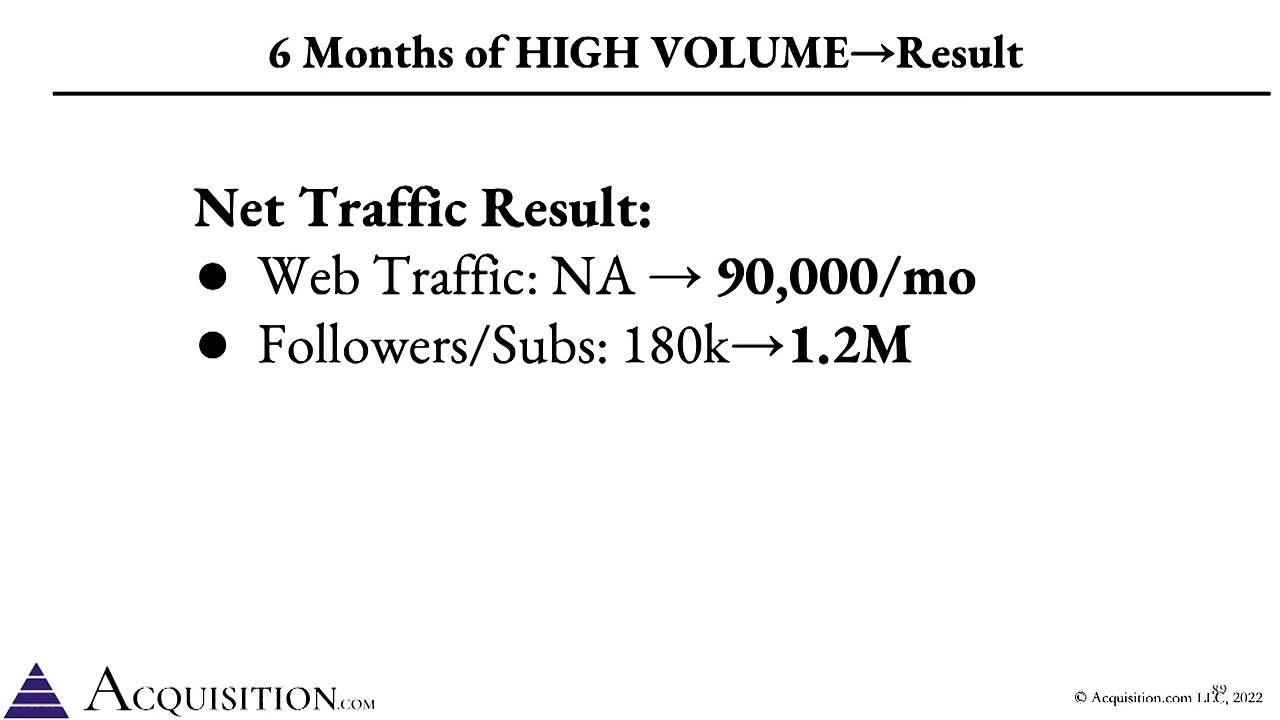 6 Months of HIGH VOLUME→Result
Net Traffic Result:
● Web Traffic: NA → 90,000/mo
● Followers/Subs: 180k→1.2M
ACQUISITION.COM
89
© Acquisition.com LLC, 2022